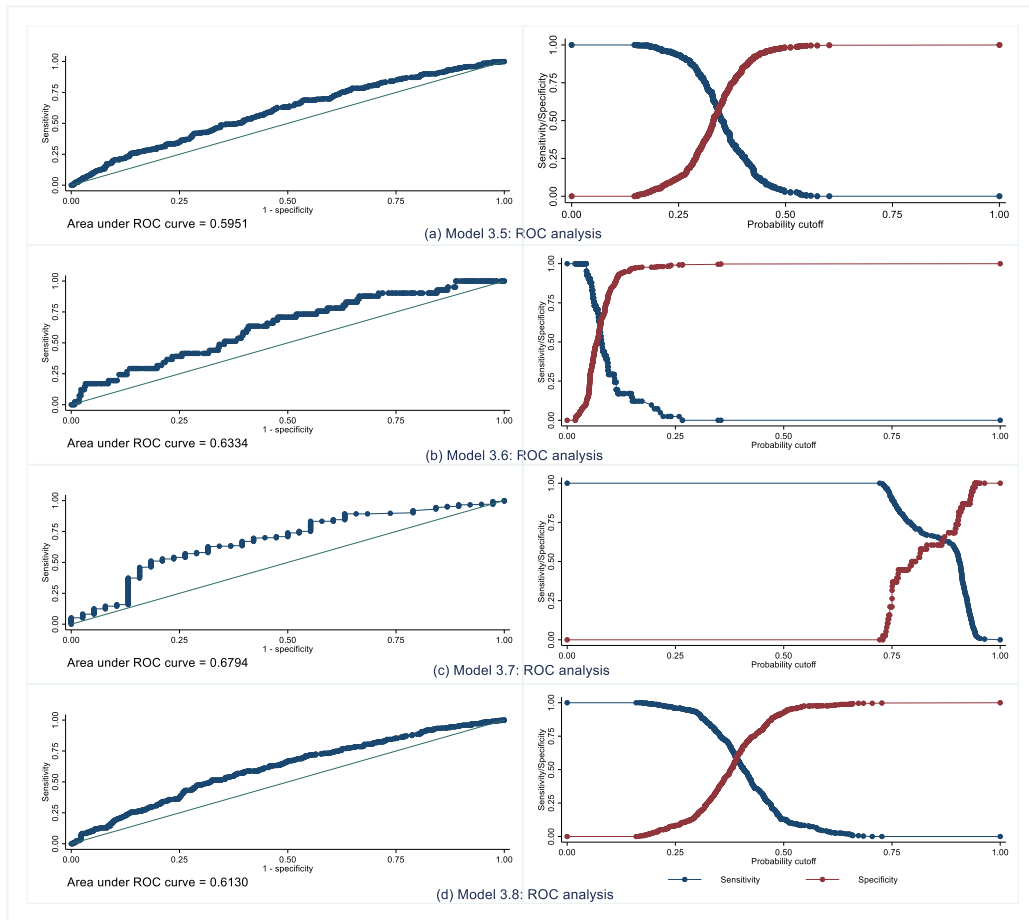 1.00
0.75
0.50
0.25
0.00
Sensitivity
0.00 0.25 0.50 0.75 1.00
1 - specificity
Area under ROC curve = 0.5951
1.00
0.75
0.50
0.25
0.00
Sensitivity/Specificity
0.00 0.25 0.50 0.75 1.00
Probability cutoff
(a) Model 3.5: ROC analysis
1.00
0.75
0.50
0.25
0.00
Sensitivity
0.00 0.25 0.50 0.75 1.00
1 - specificity
Area under ROC curve = 0.6334
1.00
0.75
0.50
0.25
0.00
Sensitivity/Specificity
0.00 0.25 0.50 0.75 1.00
Probability cutoff
(b) Model 3.6: ROC analysis
1.00
0.75
0.50
0.25
0.00
Sensitivity
0.00 0.25 0.50 0.75 1.00
1 - specificity
Area under ROC curve = 0.6794
1.00
0.75
0.50
0.25
0.00
Sensitivity/Specificity
0.00 0.25 0.50 0.75 1.00
Probability cutoff
(c) Model 3.7: ROC analysis
1.00
0.75
0.50
0.25
0.00
Sensitivity
0.00 0.25 0.50 0.75 1.00
1 - specificity
Area under ROC curve = 0.6130
1.00
0.75
0.50
0.25
0.00
Sensitivity/Specificity
0.00 0.25 0.50 0.75 1.00
Probability cutoff
Sensitivity Specificity
(d) Model 3.8: ROC analysis